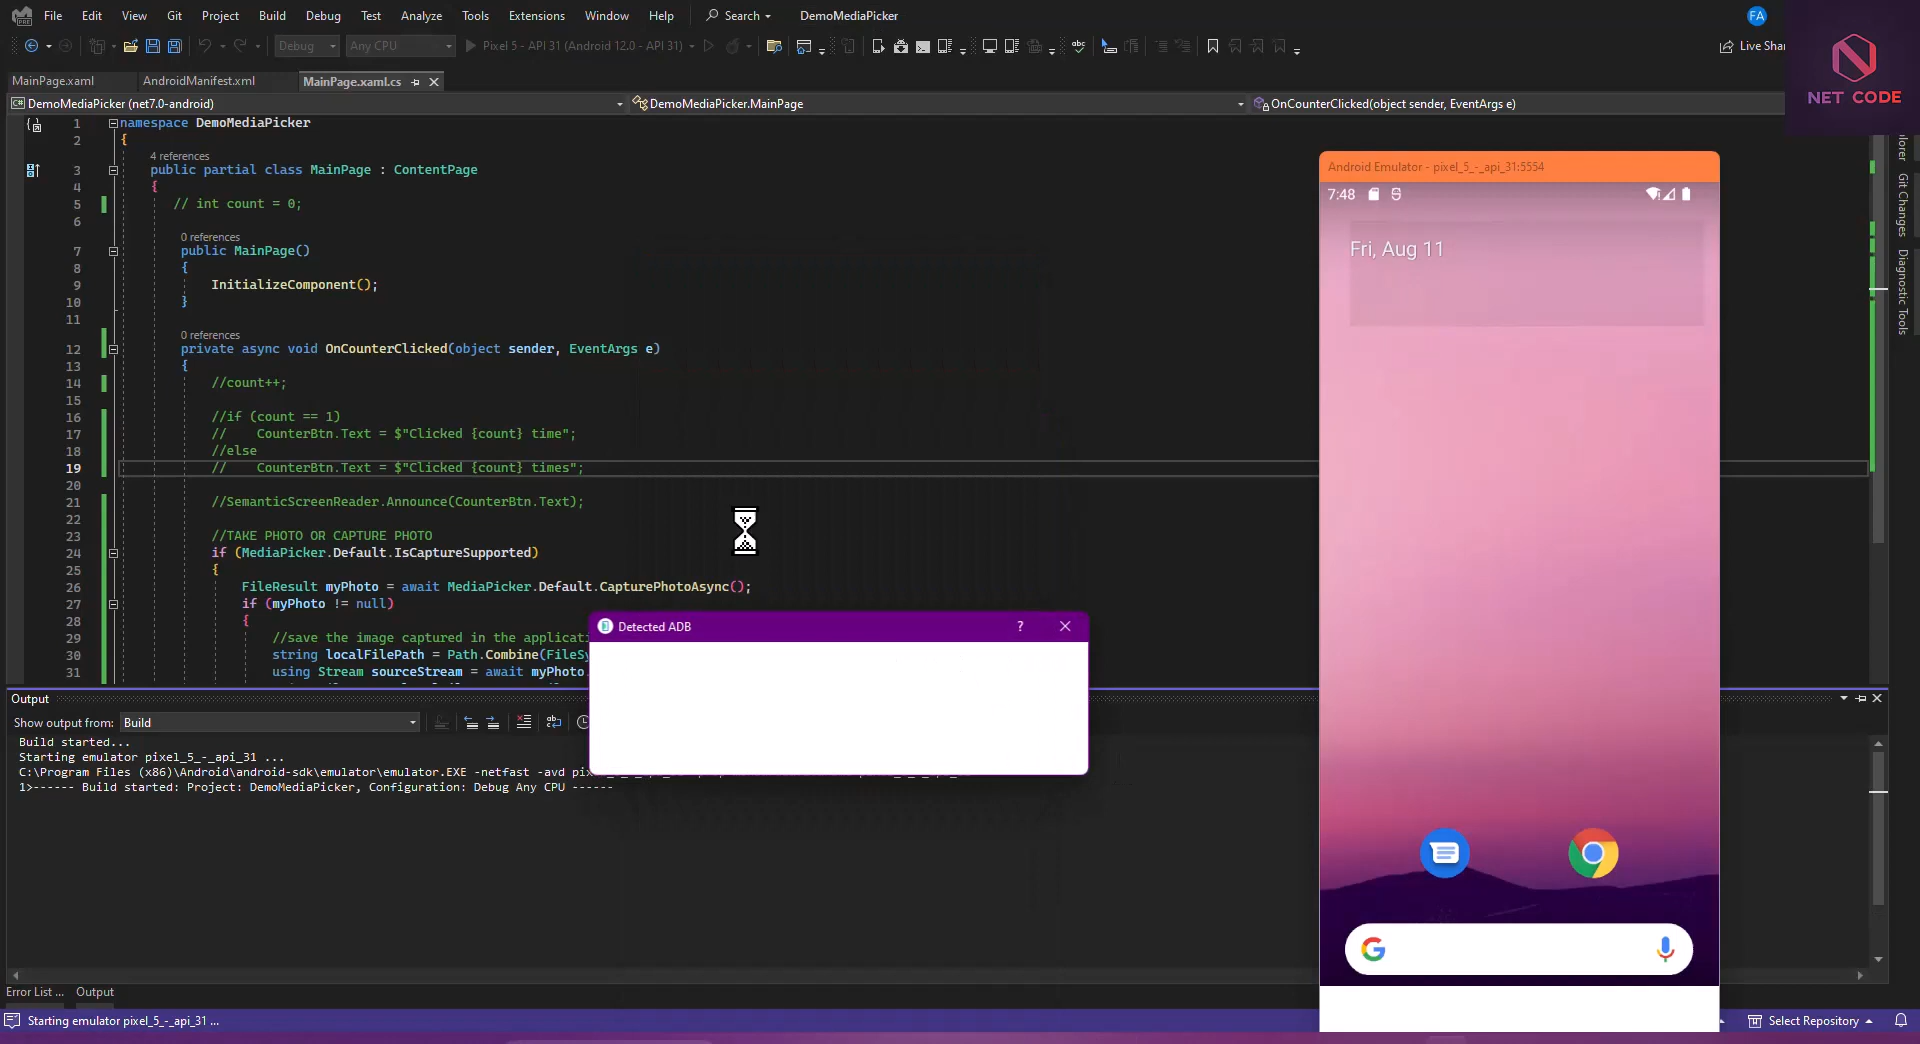 File Edit View Git Project Build Debug Test Analyze Tools Extensions Window Help Search DemoMediaPicker FA
Debug Any CPU Pixel 5 - API 31 (Android 12.0 - API 31) Live Shar
NET CODE
MainPage.xaml AndroidManifest.xml MainPage.xaml.cs
DemoMediaPicker (net7.0-android) DemoMediaPicker.MainPage OnCounterClicked(object sender, EventArgs e)
1 namespace DemoMediaPicker
2 {
4 references
3 public partial class MainPage : ContentPage
4 {
5 // int count = 0;
6
0 references
7 public MainPage()
8 {
9 InitializeComponent();
10 }
11
0 references
12 private async void OnCounterClicked(object sender, EventArgs e)
13 {
14 //count++;
15
16 //if (count == 1)
17 // CounterBtn.Text = $"Clicked {count} time";
18 //else
19 // CounterBtn.Text = $"Clicked {count} times";
20
21 //SemanticScreenReader.Announce(CounterBtn.Text);
22
23 //TAKE PHOTO OR CAPTURE PHOTO
24 if (MediaPicker.Default.IsCaptureSupported)
25 {
26 FileResult myPhoto = await MediaPicker.Default.CapturePhotoAsync();
27 if (myPhoto != null)
28 {
29 //save the image captured in the applicati
30 string localFilePath = Path.Combine(FileSy
31 using Stream sourceStream = await myPhoto.
Detected ADB ?
Android Emulator - pixel_5_-_api_31:5554
7:48
Fri, Aug 11
Git Changes
Diagnostic Tools
Output
Show output from: Build
Build started...
Starting emulator pixel_5_-_api_31 ...
C:\Program Files (x86)\Android\android-sdk\emulator\emulator.EXE -netfast -avd
1>------ Build started: Project: DemoMediaPicker, Configuration: Debug Any CPU ------
Error List ... Output
Starting emulator pixel_5_-_api_31 ... Select Repository